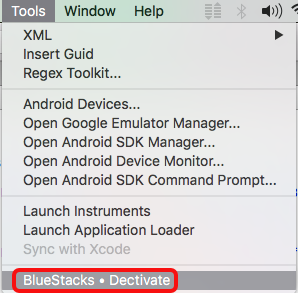 Tools Window Help
XML
Insert Guid
Regex Toolkit...
Android Devices...
Open Google Emulator Manager...
Open Android SDK Manager...
Open Android Device Monitor...
Open Android SDK Command Prompt...
Launch Instruments
Launch Application Loader
Sync with Xcode
BlueStacks • Dectivate